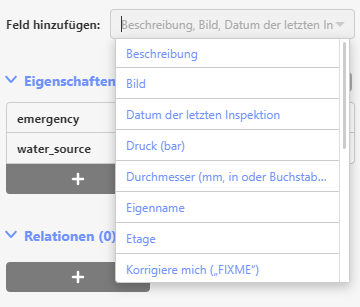 Feld hinzufügen: Beschreibung, Bild, Datum der letzten In
Beschreibung
Bild
Datum der letzten Inspektion
Druck (bar)
Durchmesser (mm, in oder Buchstab...
Eigenname
Etage
Korrigiere mich („FIXME“)
Eigenschaften
emergency
water_source
+
Relationen (0)
+